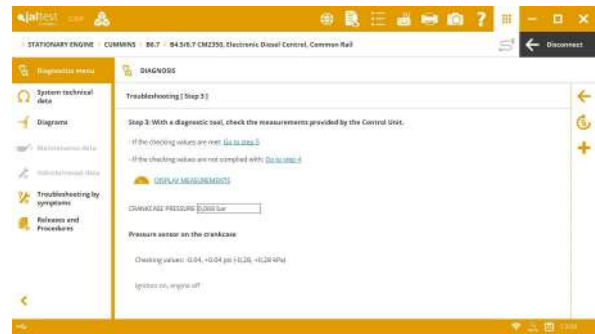 jaltest
STATIONARY ENGINE / CUMMINS / B6.7 / B4.5/6.7 CM2350, Electronic Diesel Control, Common Rail
Disconnect
Diagnostics menu
DIAGNOSIS
System technical data
Diagrams
Maintenance data
Troubleshooting by symptoms
Releases and Procedures
Troubleshooting [ Step 3 ]
Step 3: With a diagnostic tool, check the measurements provided by the Control Unit.
- If the checking values are met: Go to step 5
- If the checking values are not complied with: Go to step 4
DISPLAY MEASUREMENTS
CRANKCASE PRESSURE 0,000 bar
Pressure sensor on the crankcase
Checking values: -0.04, +0.04 psi (-0,28, +0,28 kPa)
Ignition on, engine off